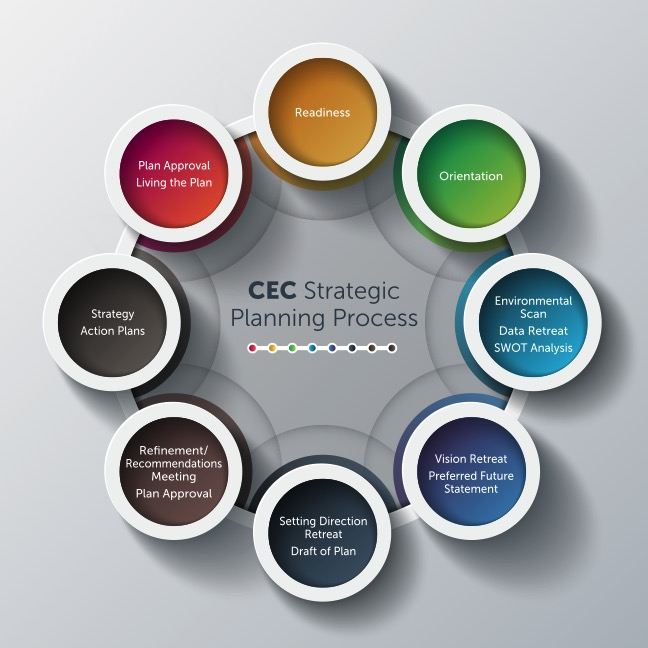 Readiness
Orientation
Environmental
Scan
Data Retreat
SWOT Analysis
Vision Retreat
Preferred Future
Statement
Setting Direction
Retreat
Draft of Plan
Refinement/
Recommendations
Meeting
Plan Approval
Strategy
Action Plans
Plan Approval
Living the Plan
CEC Strategic
Planning Process